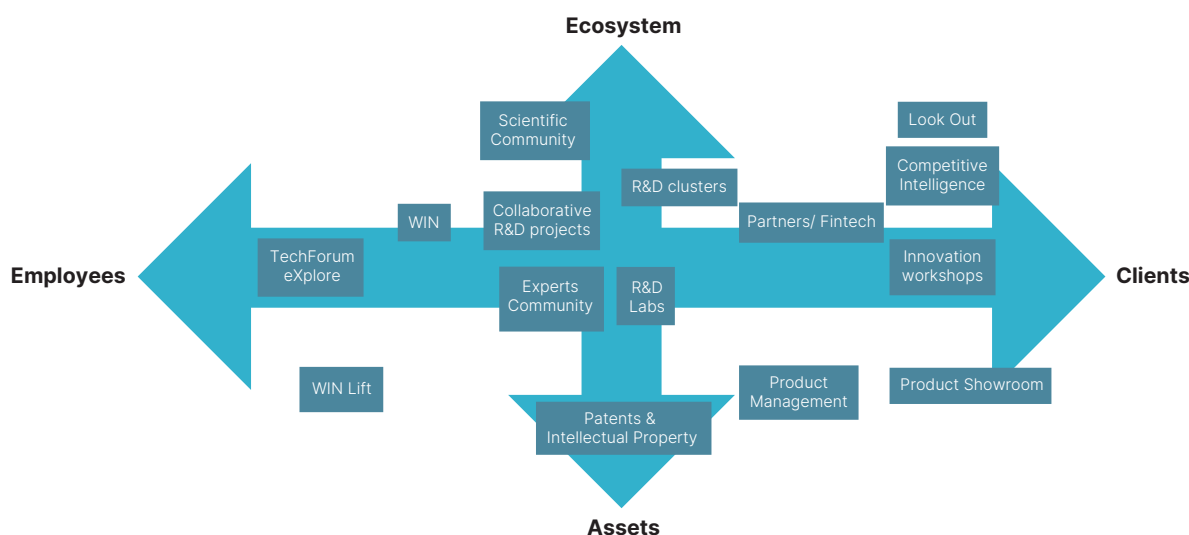 Ecosystem
Look Out
Scientific
Community
Competitive
Intelligence
R&D clusters
WIN
Collaborative
R&D projects
Partners/ Fintech
TechForum
eXplore
Innovation
workshops
Employees
Clients
Experts
Community
R&D
Labs
WIN Lift
Product
Management
Product Showroom
Patents &
Intellectual Property
Assets